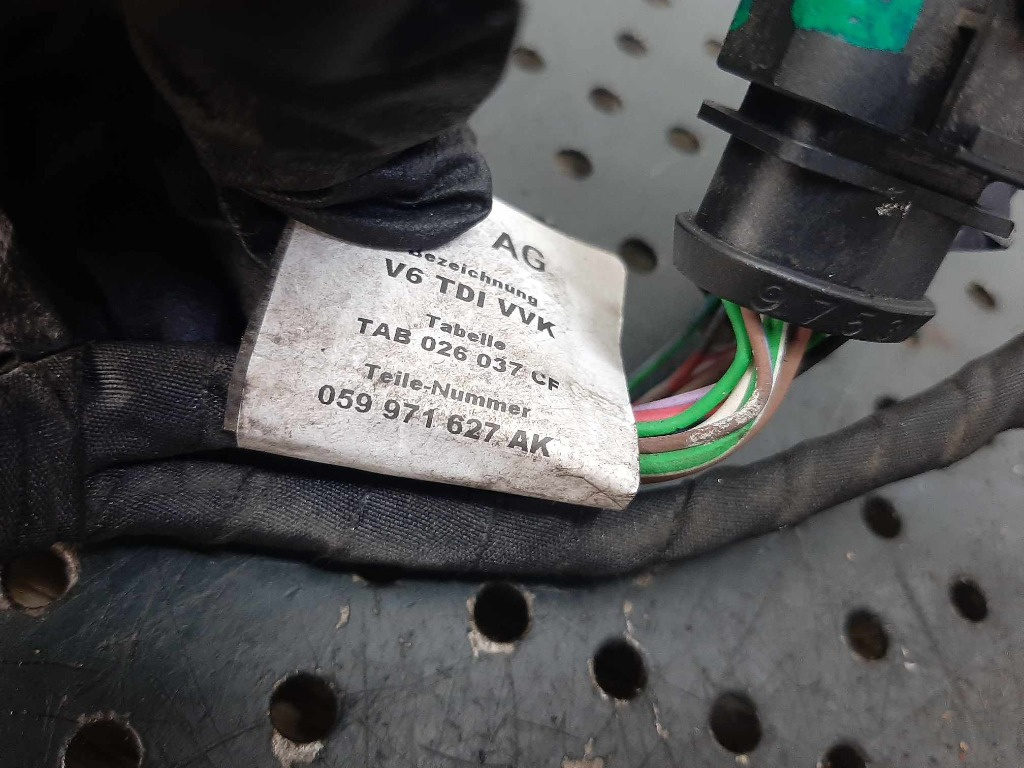 AG
Bezeichnung
V6 TDI VVK
Tabelle
TAB 026 037 CF
Teile-Nummer
059 971 627 AK